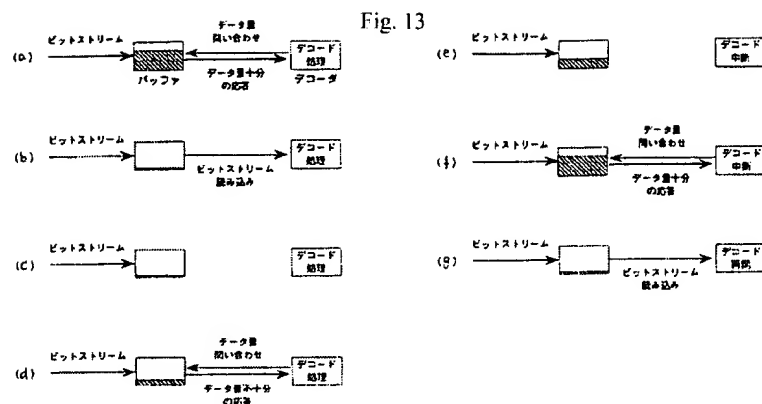 Fig. 13
(a)
ビットストリーム
バッファ
データ量
問い合わせ
データ量十分
の応答
デコード
処理
デコーダ
(b)
ビットストリーム
ビットストリーム
読み込み
デコード
処理
(c)
ビットストリーム
デコード
処理
(d)
ビットストリーム
データ量
問い合わせ
データ量不十分
の応答
デコード
処理
(e)
ビットストリーム
デコード
中断
(f)
ビットストリーム
データ量
問い合わせ
データ量十分
の応答
デコード
中断
(g)
ビットストリーム
ビットストリーム
読み込み
デコード
再開